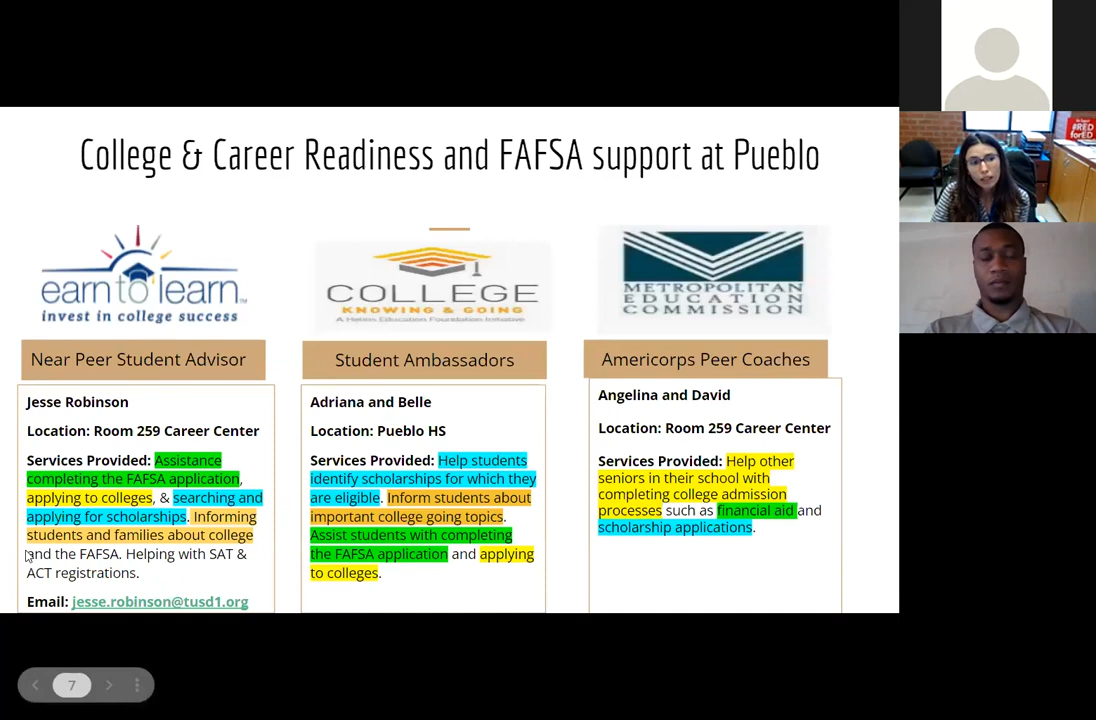 College & Career Readiness and FAFSA support at Pueblo
earn to learn™
invest in college success
COLLEGE
KNOWING & GOING
A Helios Education Foundation Initiative
METROPOLITAN
EDUCATION
COMMISSION
Near Peer Student Advisor
Jesse Robinson
Location: Room 259 Career Center
Services Provided: Assistance
completing the FAFSA application,
applying to colleges, & searching and
applying for scholarships. Informing
students and families about college
and the FAFSA. Helping with SAT &
ACT registrations.
Email: jesse.robinson@tusd1.org
Student Ambassadors
Adriana and Belle
Location: Pueblo HS
Services Provided: Help students
identify scholarships for which they
are eligible. Inform students about
important college going topics.
Assist students with completing
the FAFSA application and applying
to colleges.
Americorps Peer Coaches
Angelina and David
Location: Room 259 Career Center
Services Provided: Help other
seniors in their school with
completing college admission
processes such as financial aid and
scholarship applications.
#RED
forED
7